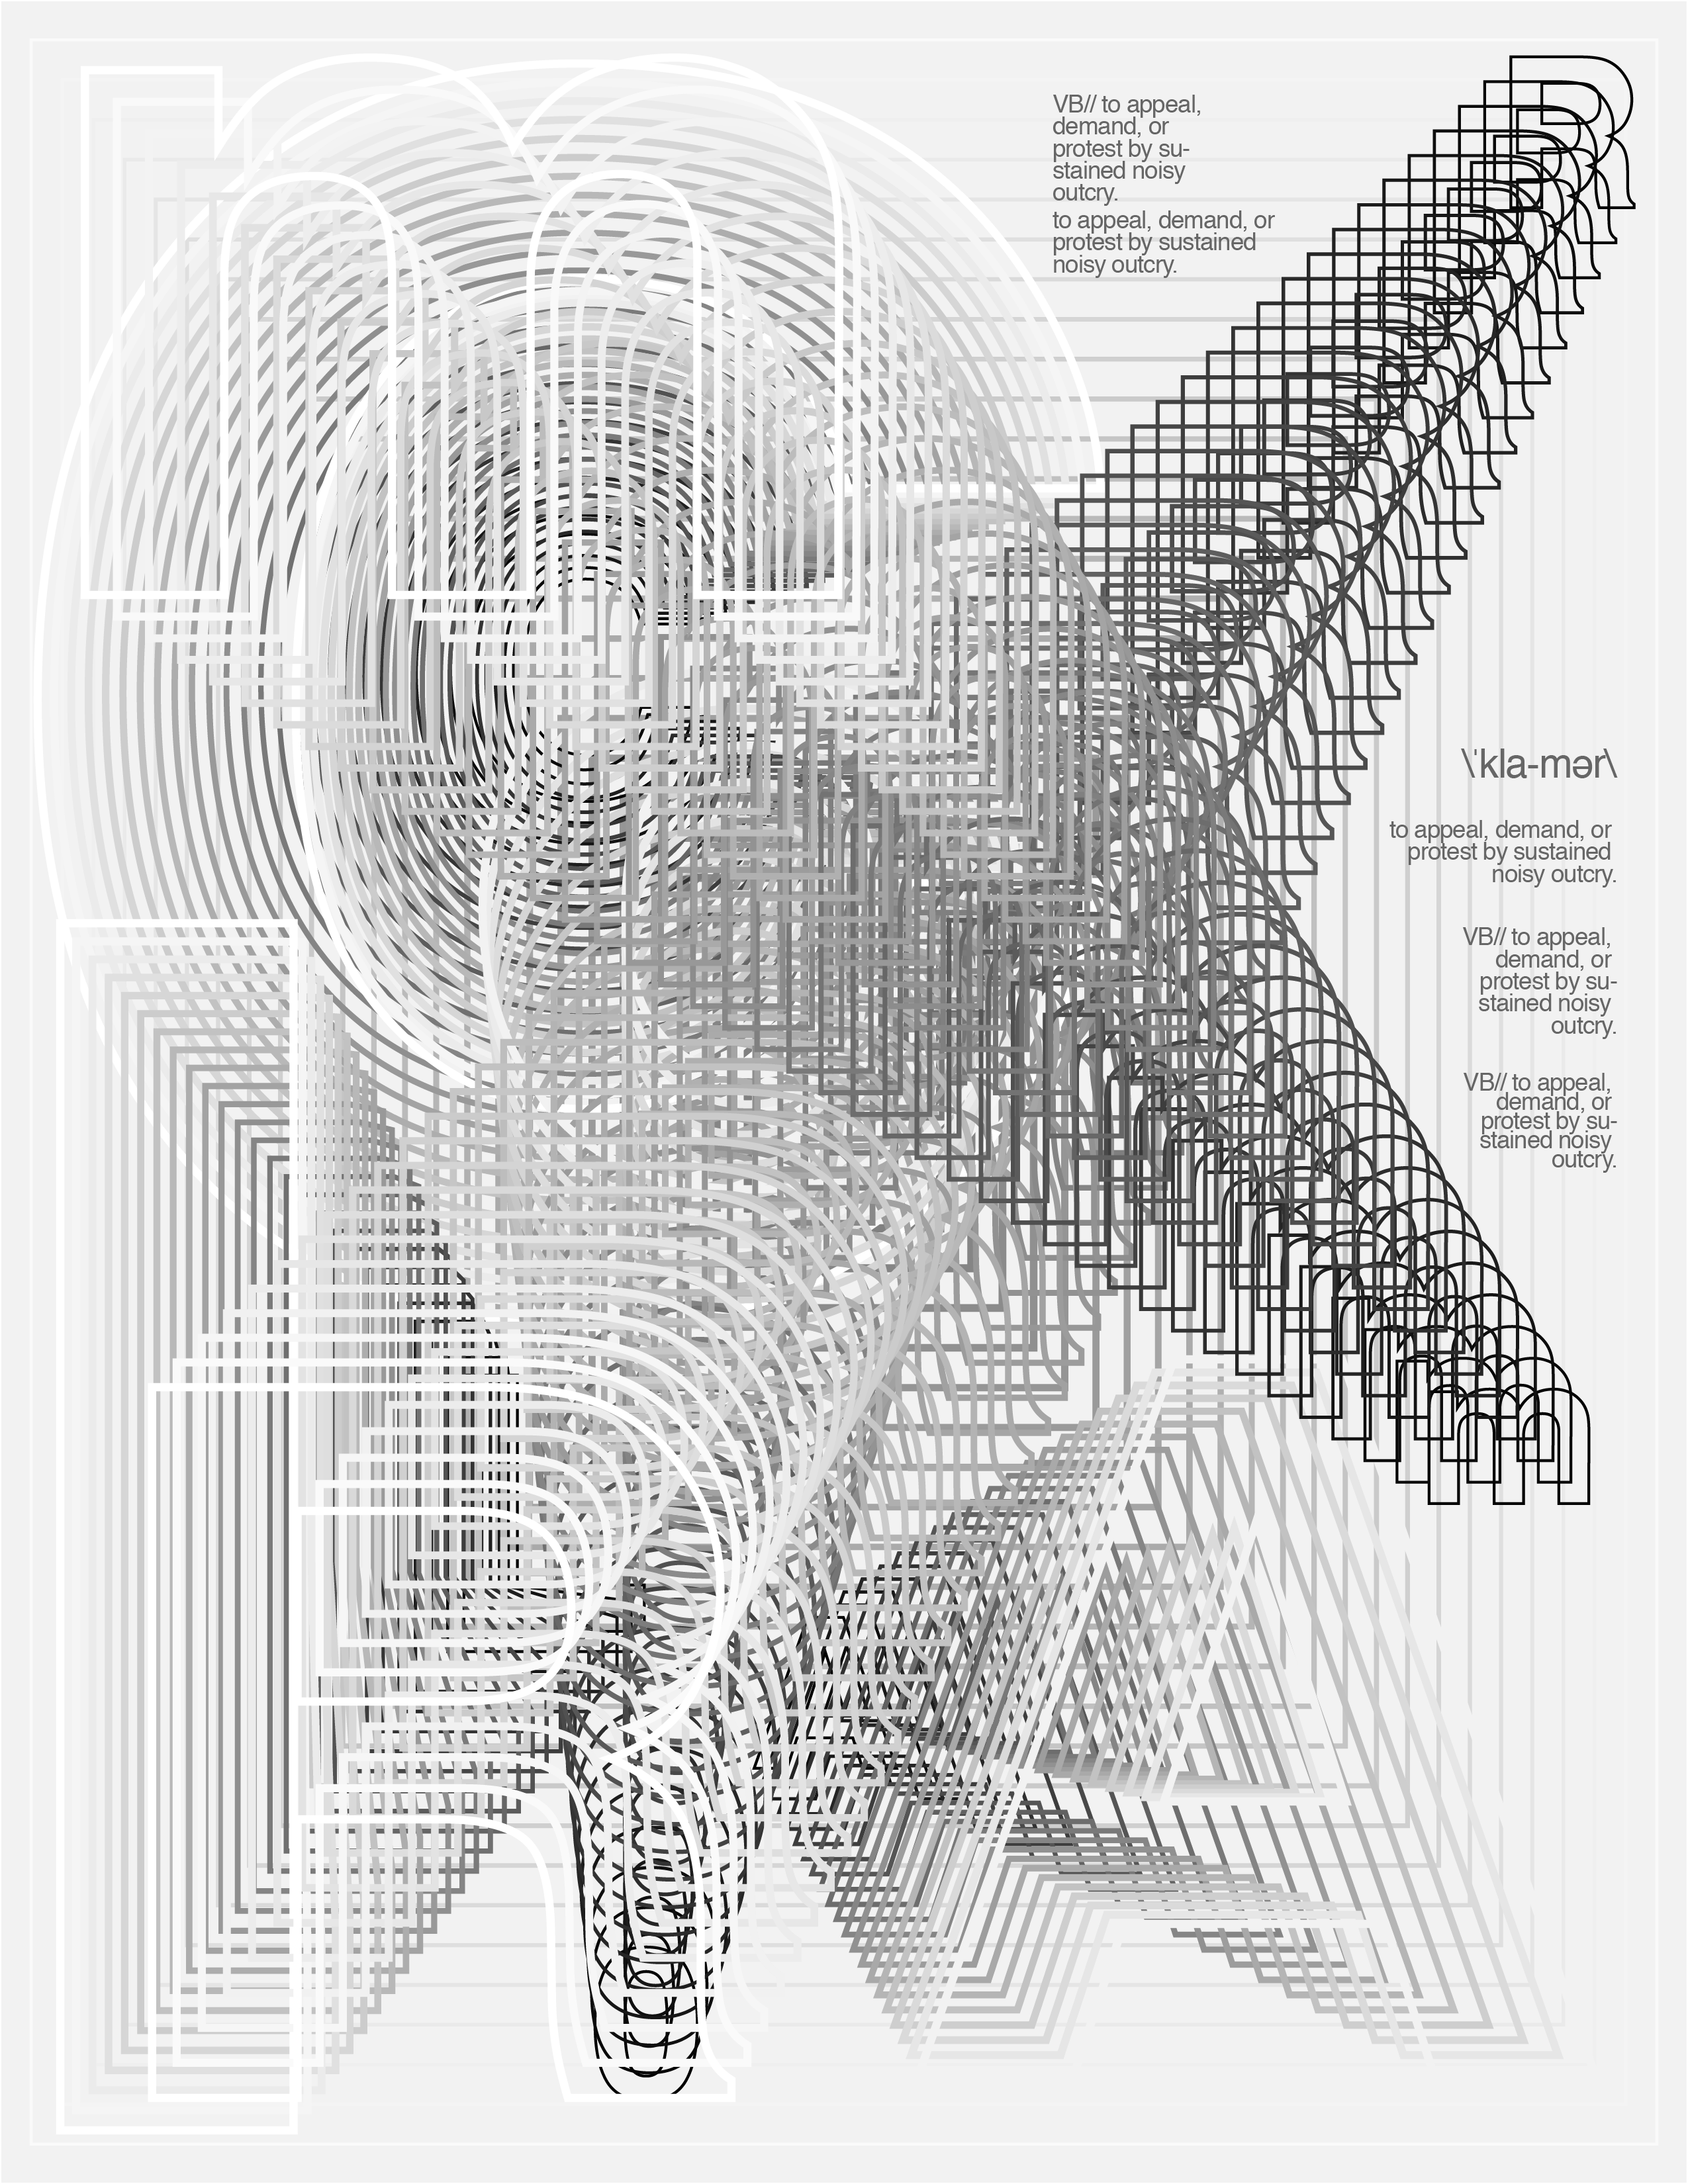 VB// to appeal,
demand, or
protest by su-
stained noisy
outcry.
to appeal, demand, or
protest by sustained
noisy outcry.
\ˈkla-mər\
to appeal, demand, or
protest by sustained
noisy outcry.
VB// to appeal,
demand, or
protest by su-
stained noisy
outcry.
VB// to appeal,
demand, or
protest by su-
stained noisy
outcry.
R
m
A